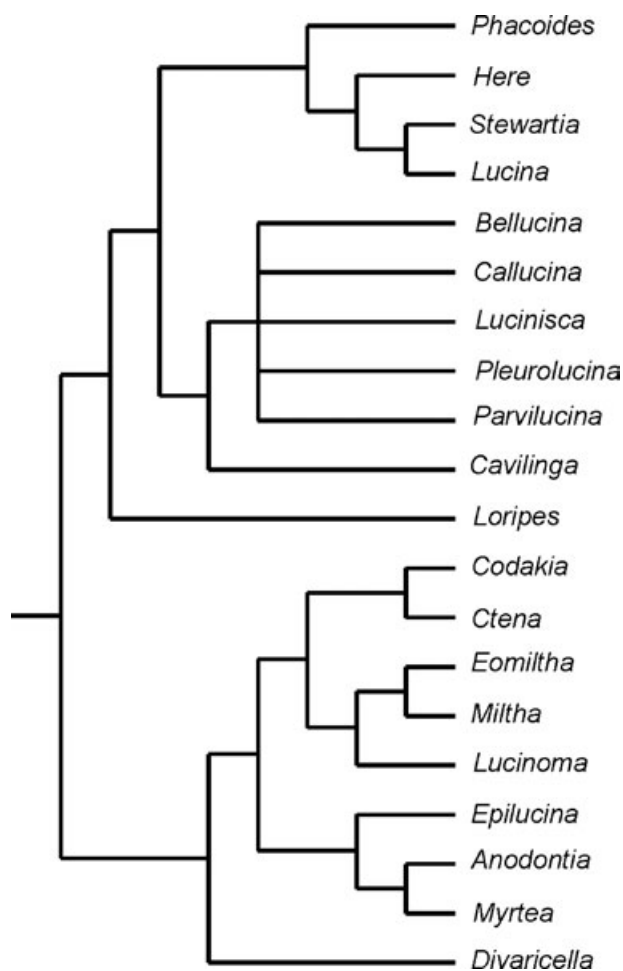 Phacoides
Here
Stewartia
Lucina
Bellucina
Callucina
Lucinisca
Pleurolucina
Parvilucina
Cavilinga
Loripes
Codakia
Ctena
Eomiltha
Miltha
Lucinoma
Epilucina
Anodontia
Myrtea
Divaricella